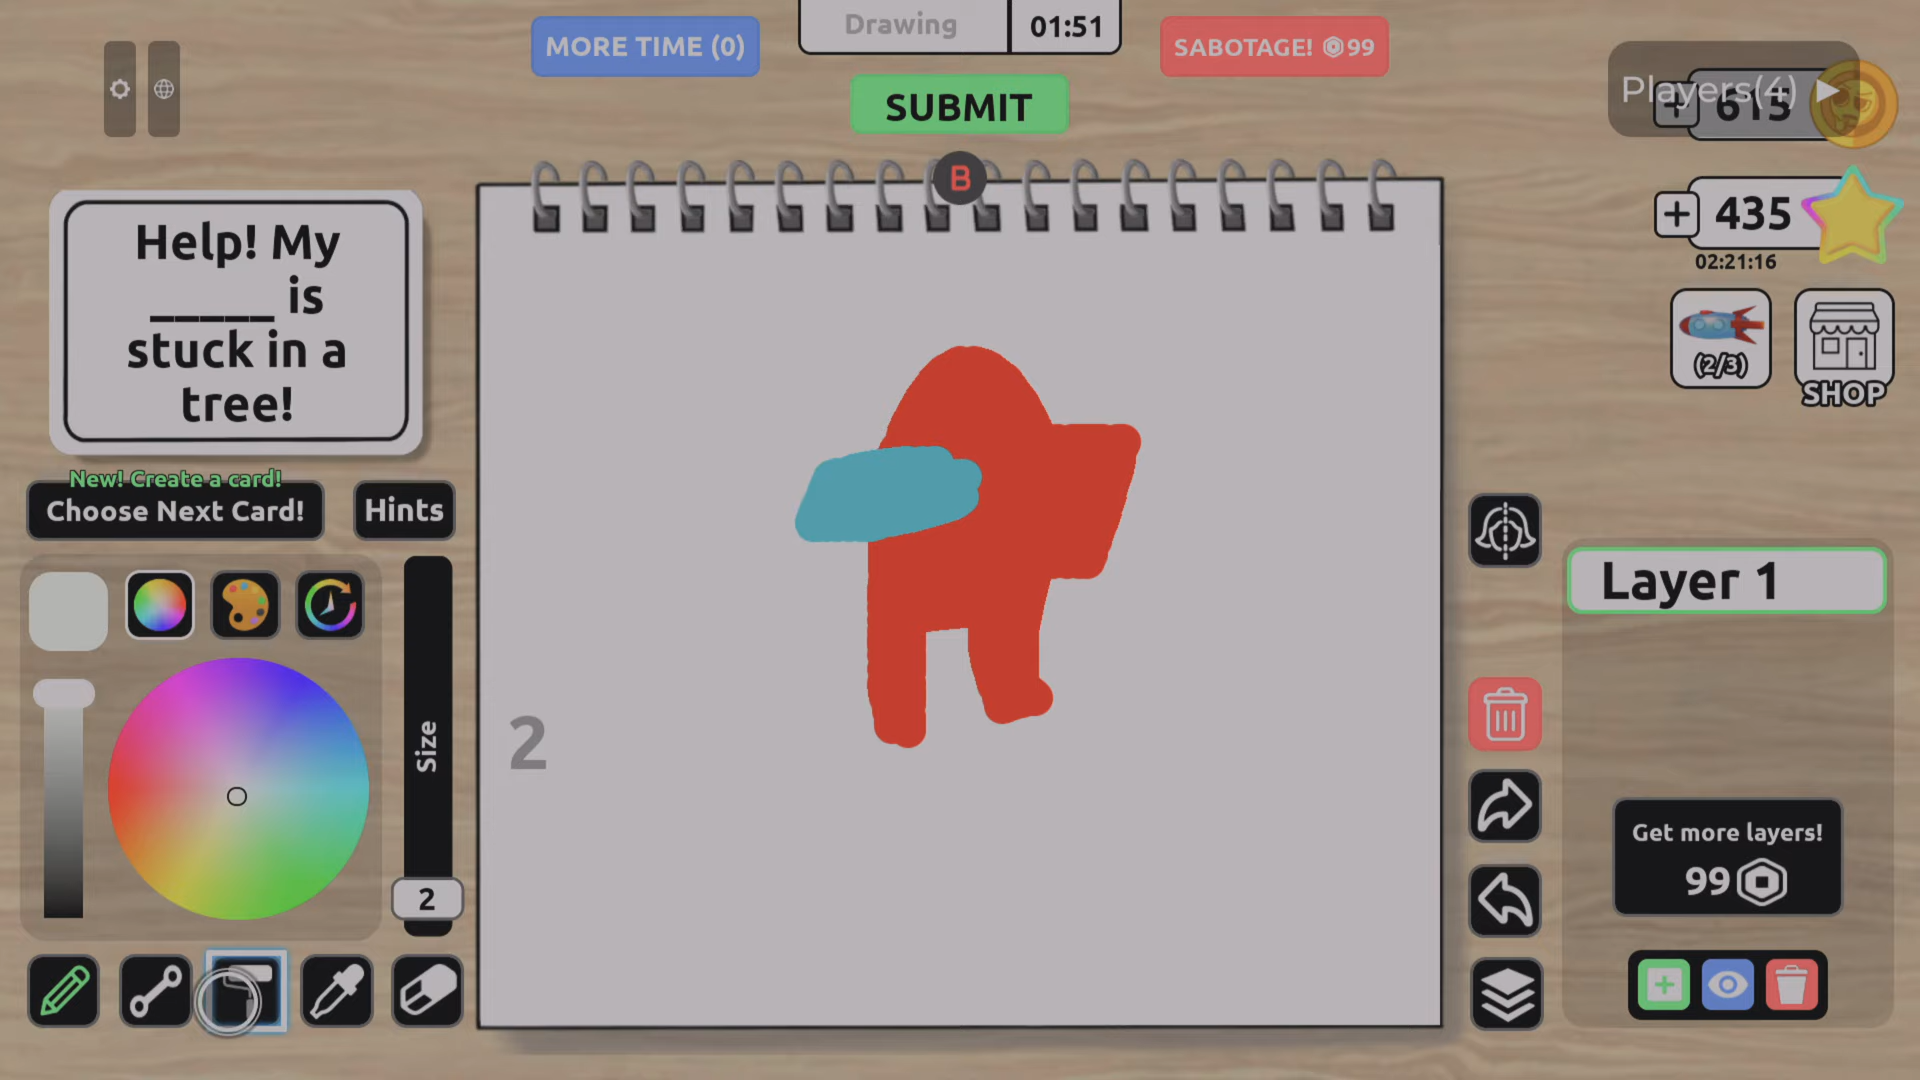 MORE TIME (0)
Drawing
01:51
SABOTAGE! 99
SUBMIT
Players(4)
615
B
435
02:21:16
(2/3)
SHOP
Help! My
_____ is
stuck in a
tree!
New! Create a card!
Choose Next Card!
Hints
Size
2
2
Layer 1
Get more layers!
99